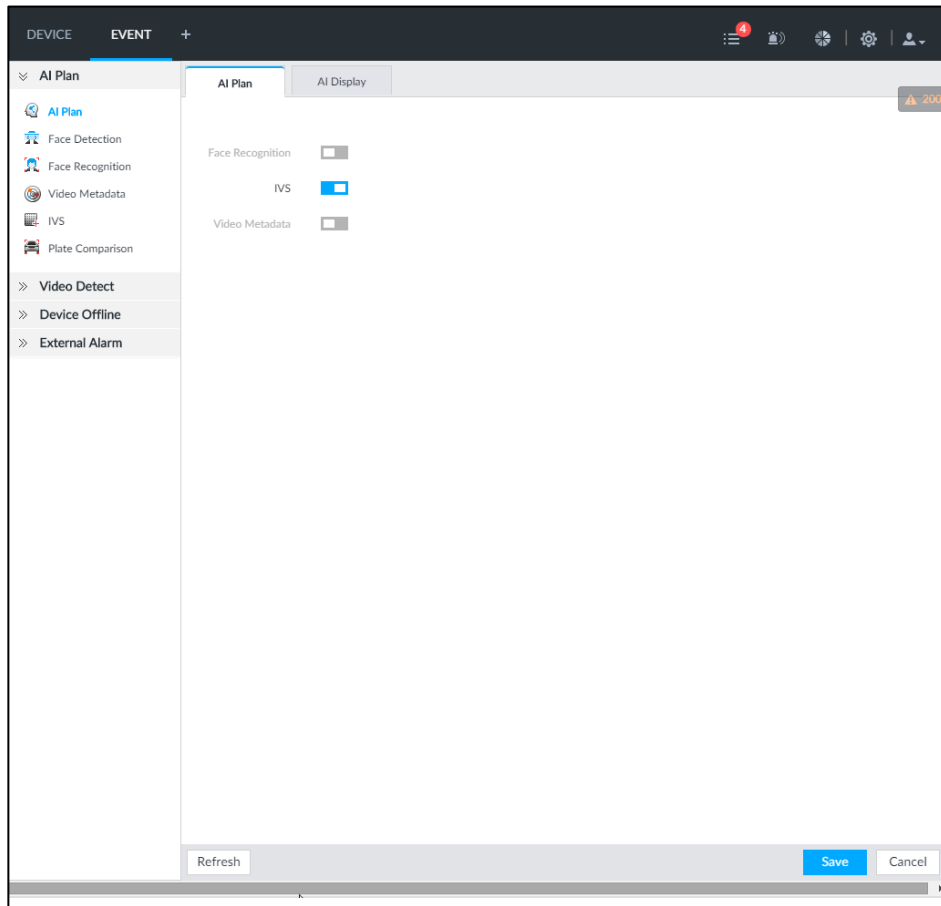 DEVICE EVENT +
4
AI Plan
AI Plan
Face Detection
Face Recognition
Video Metadata
IVS
Plate Comparison
Video Detect
Device Offline
External Alarm
AI Plan AI Display
200
Face Recognition
IVS
Video Metadata
Refresh Save Cancel